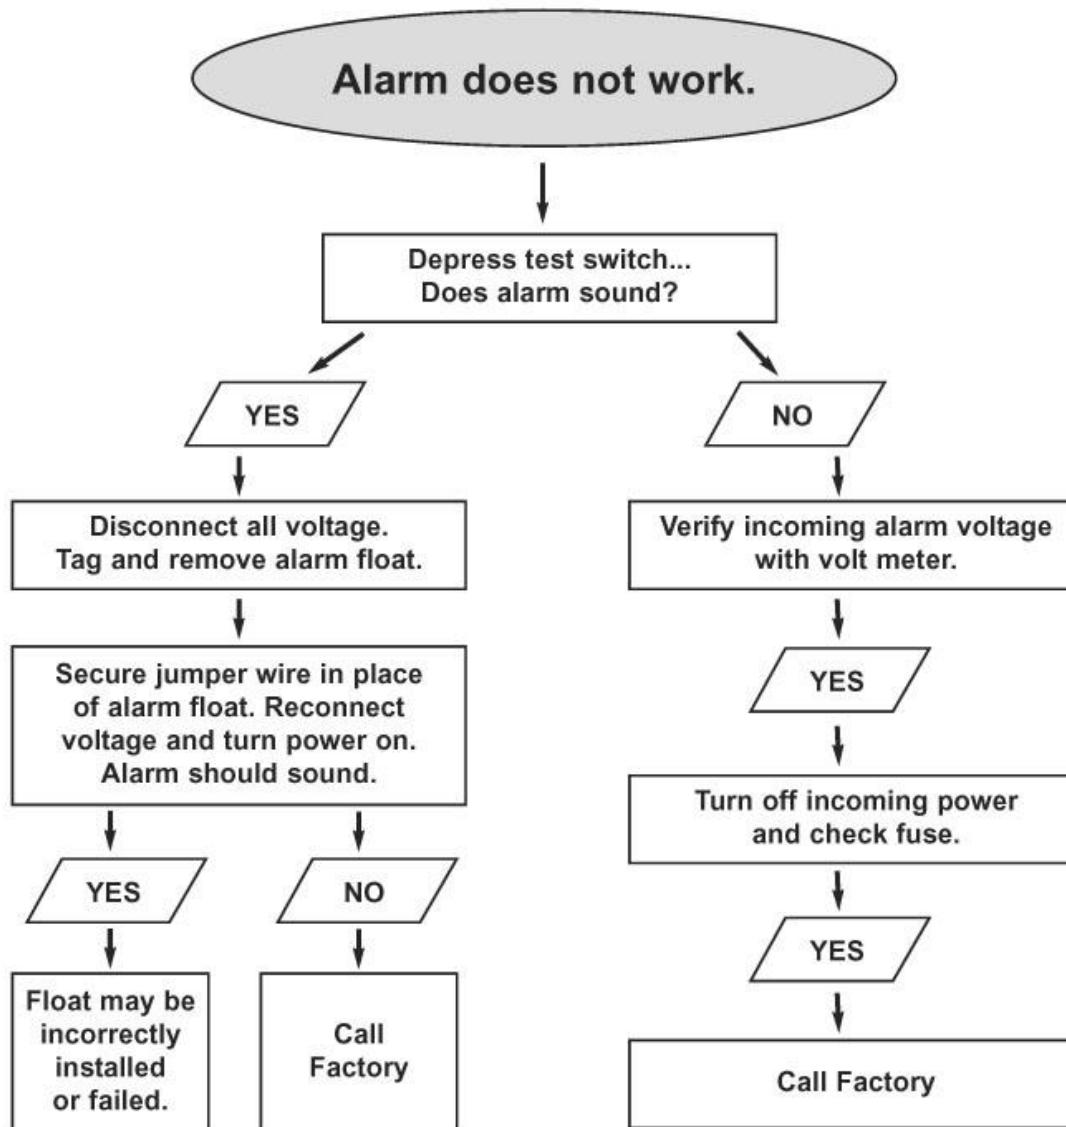 Alarm does not work.
Depress test switch...
Does alarm sound?
YES
NO
Disconnect all voltage.
Tag and remove alarm float.
Verify incoming alarm voltage
with volt meter.
Secure jumper wire in place
of alarm float. Reconnect
voltage and turn power on.
Alarm should sound.
YES
Turn off incoming power
and check fuse.
YES
NO
YES
Float may be
incorrectly
installed
or failed.
Call
Factory
Call Factory